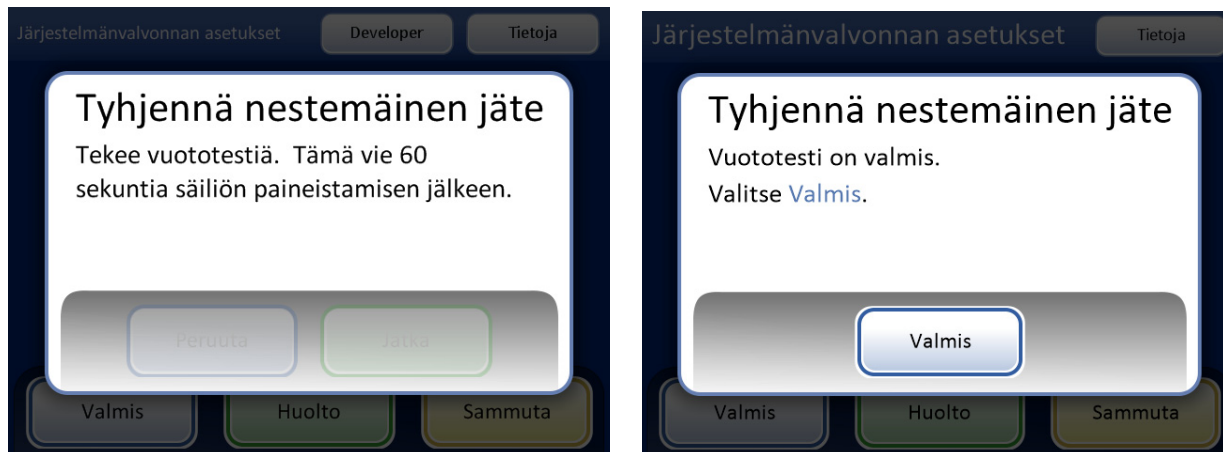 Järjestelmänvalvonnan asetukset
Developer
Tietoja
Tyhjennä nestemäinen jäte
Tekee vuototestiä. Tämä vie 60
sekuntia säiliön paineistamisen jälkeen.
Peruuta
Jatka
Valmis
Huolto
Sammuta
Järjestelmänvalvonnan asetukset
Tietoja
Tyhjennä nestemäinen jäte
Vuototesti on valmis.
Valitse Valmis.
Valmis
Valmis
Huolto
Sammuta